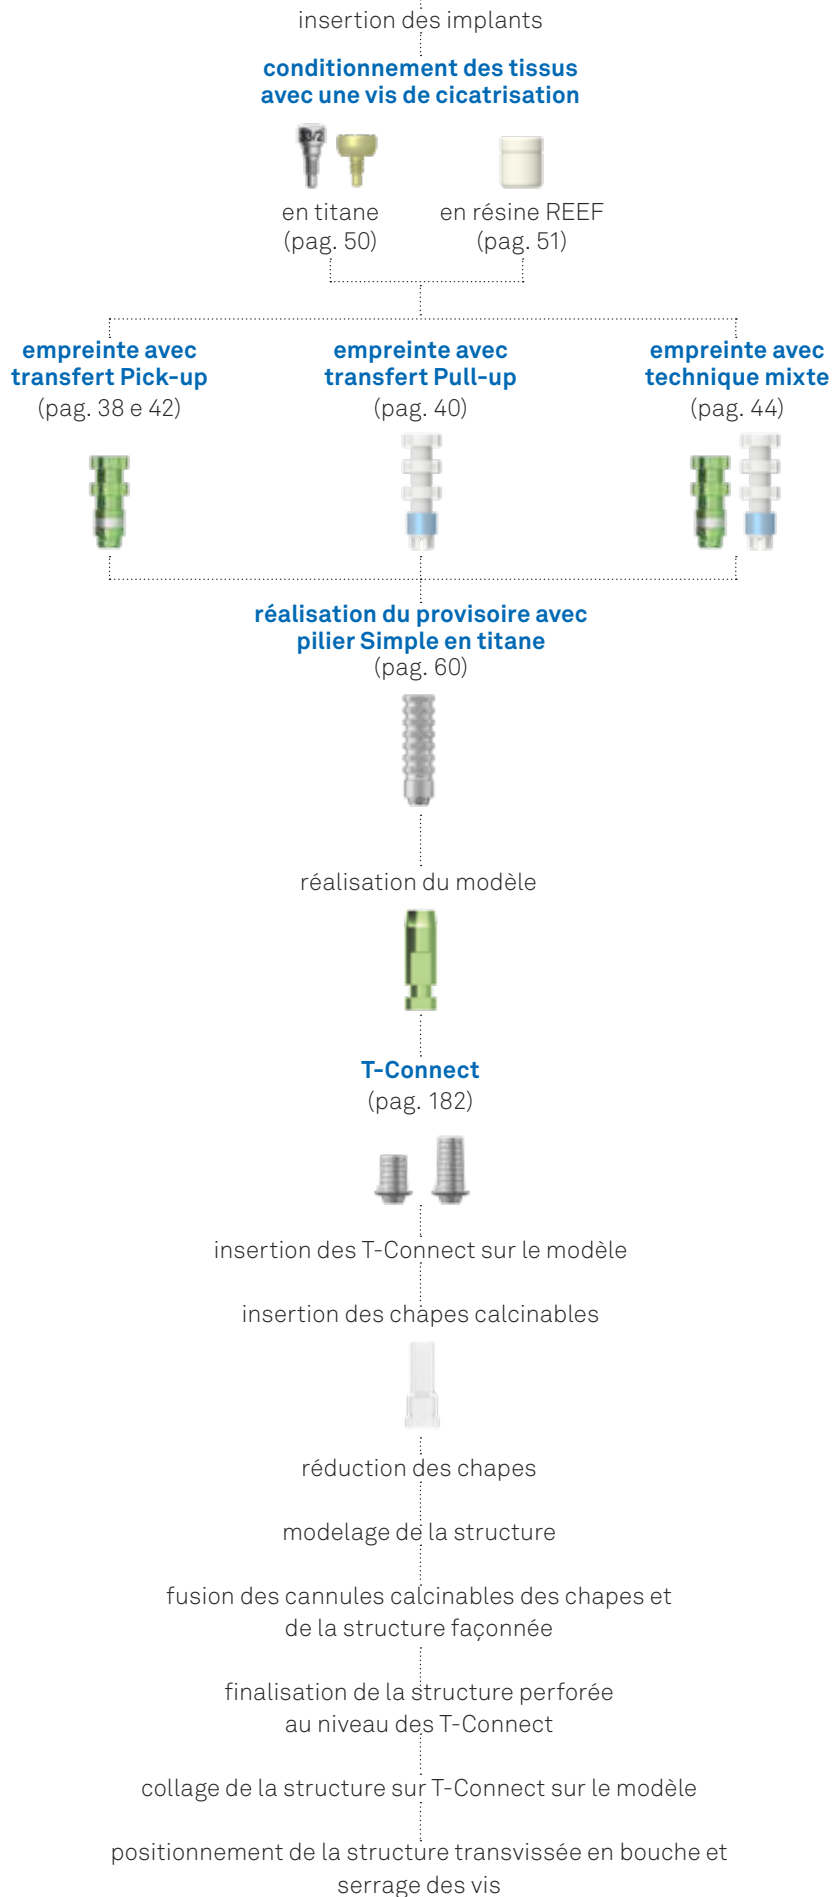 insertion des implants
conditionnement des tissus
avec une vis de cicatrisation
en titane
(pag. 50)
en résine REEF
(pag. 51)
empreinte avec
transfert Pick-up
(pag. 38 e 42)
empreinte avec
transfert Pull-up
(pag. 40)
empreinte avec
technique mixte
(pag. 44)
réalisation du provisoire avec
pilier Simple en titane
(pag. 60)
réalisation du modèle
T-Connect
(pag. 182)
insertion des T-Connect sur le modèle
insertion des chapes calcinables
réduction des chapes
modelage de la structure
fusion des cannules calcinables des chapes et
de la structure façonnée
finalisation de la structure perforée
au niveau des T-Connect
collage de la structure sur T-Connect sur le modèle
positionnement de la structure transvissée en bouche et
serrage des vis